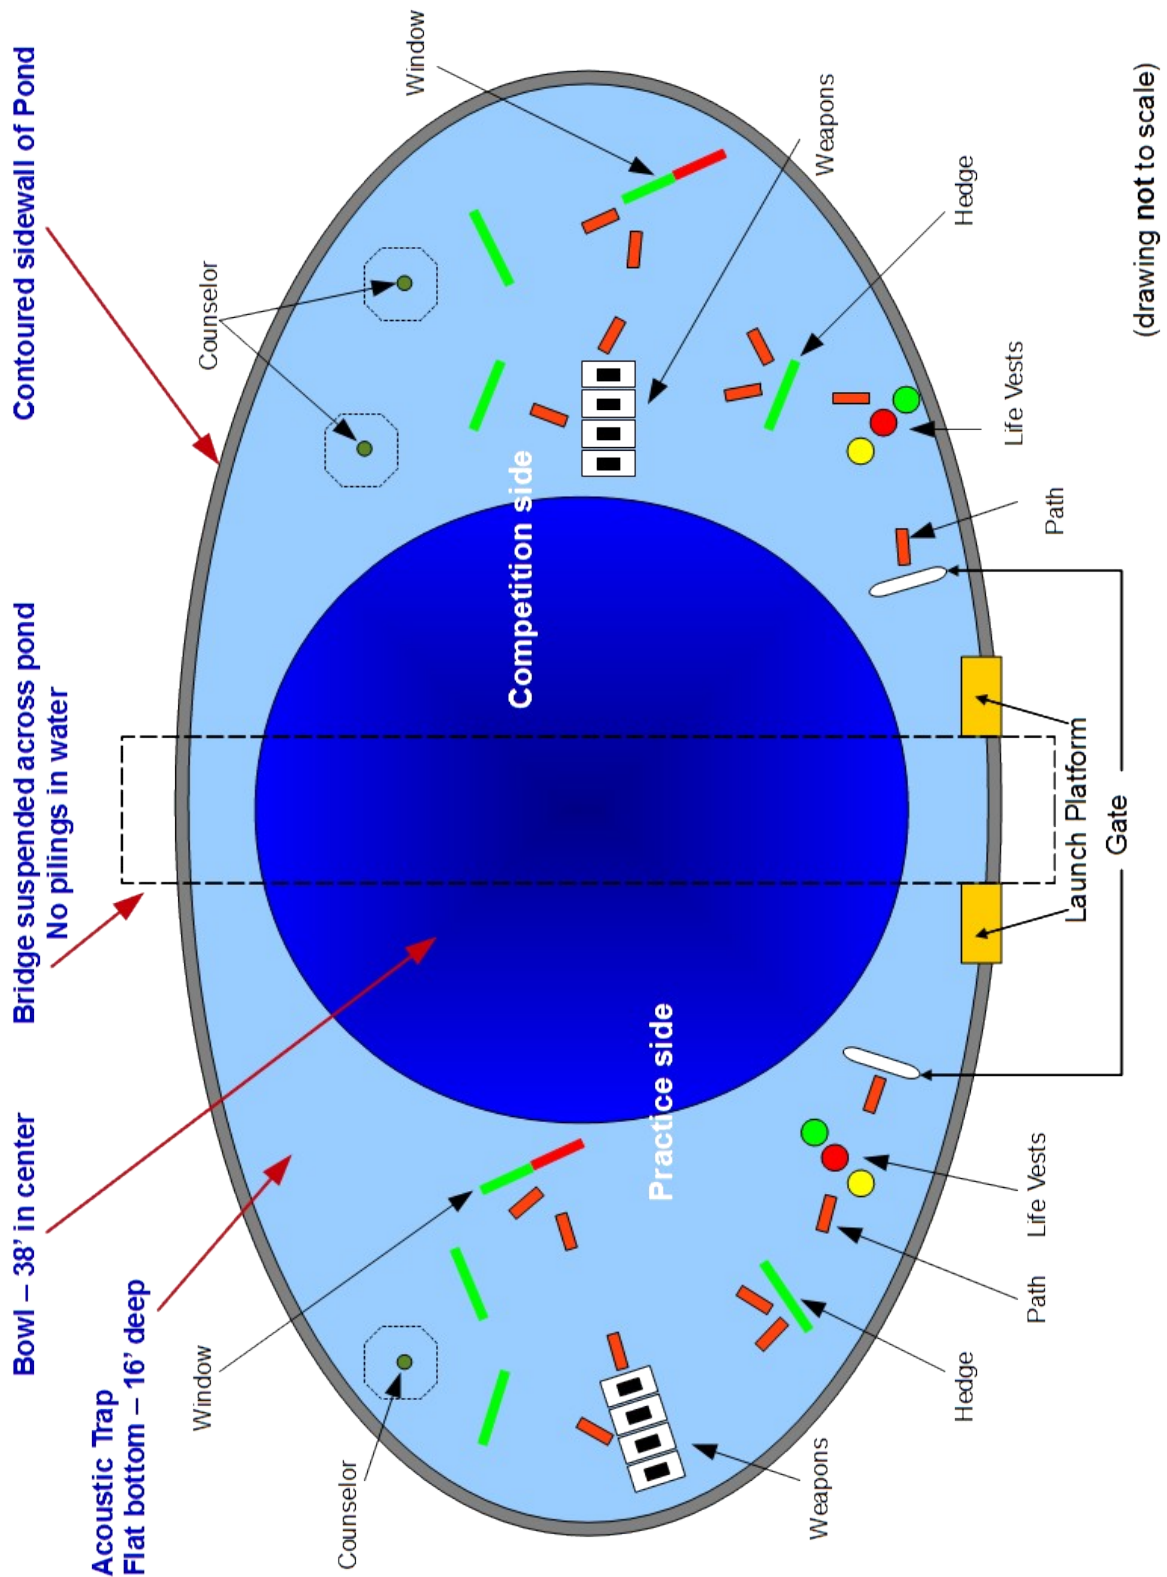 Bowl – 38’ in center
Bridge suspended across pond
No pilings in water
Contoured sidewall of Pond
Acoustic Trap
Flat bottom – 16’ deep
Window
Counselor
Counselor
Window
Competition side
Practice side
Weapons
Weapons
Hedge
Hedge
Path
Life Vests
Life Vests
Path
Launch Platform
Gate
(drawing not to scale)